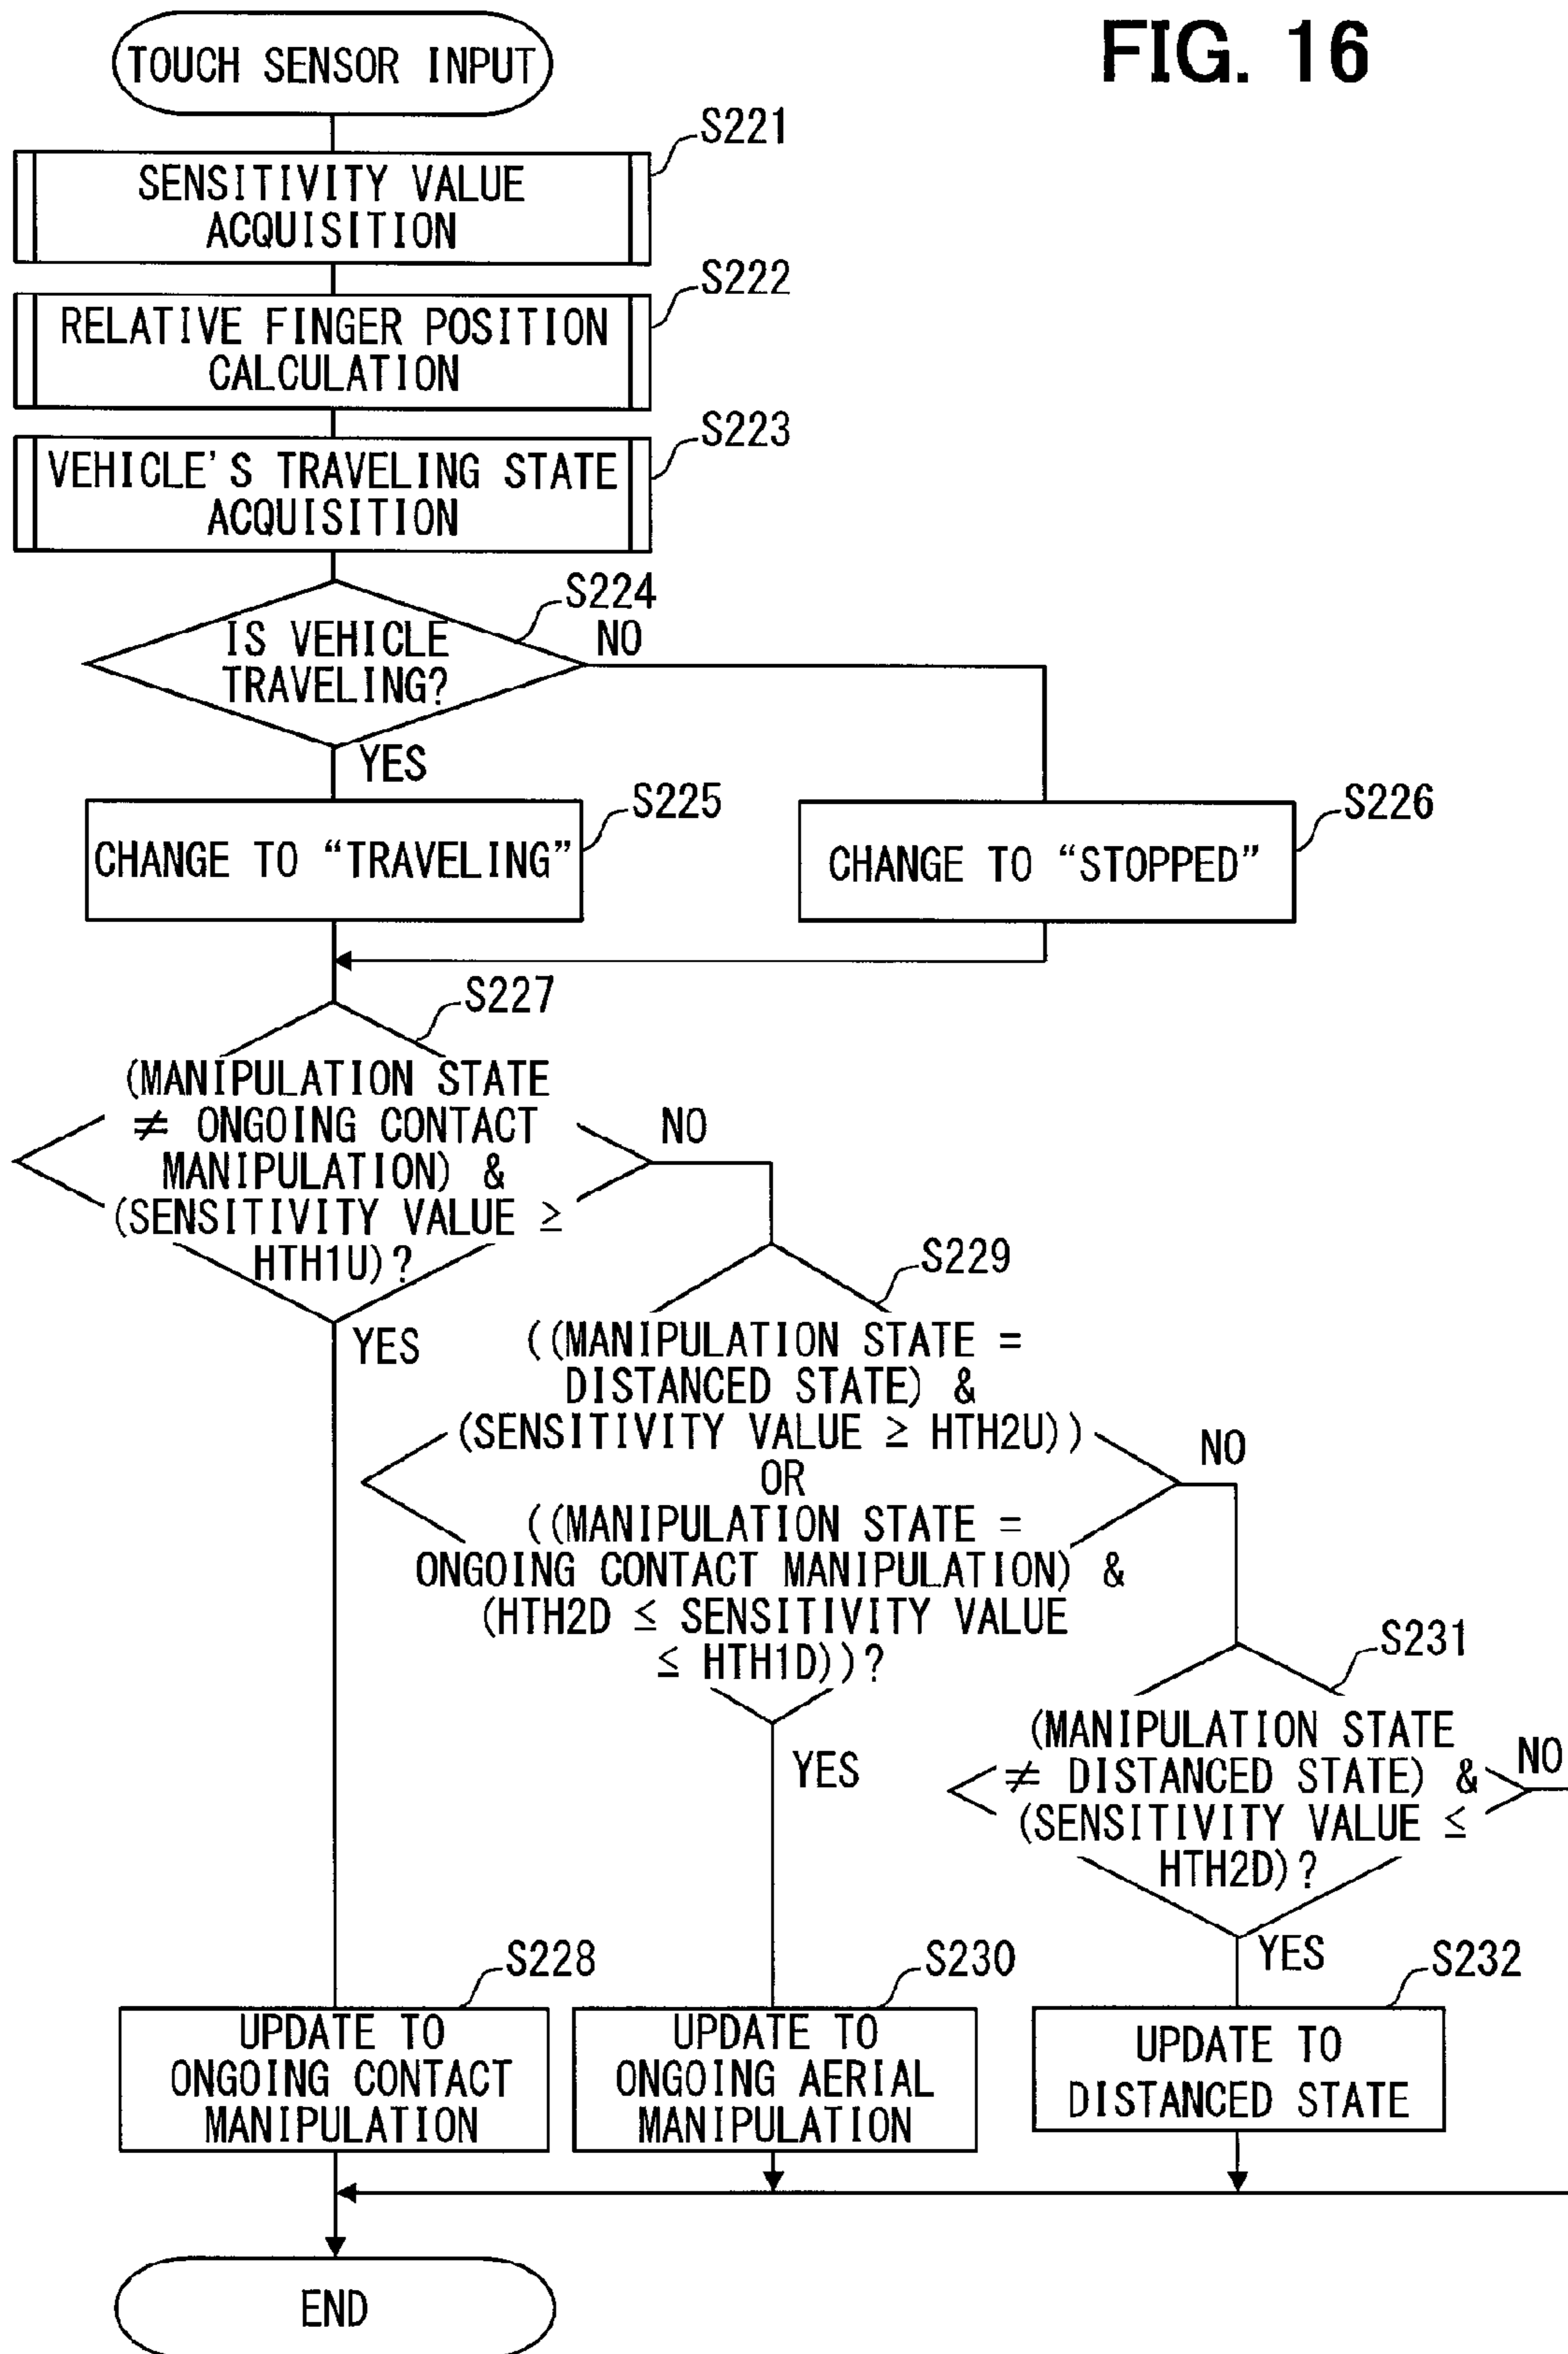 FIG. 16
TOUCH SENSOR INPUT
S221
SENSITIVITY VALUE
ACQUISITION
S222
RELATIVE FINGER POSITION
CALCULATION
S223
VEHICLE'S TRAVELING STATE
ACQUISITION
S224
IS VEHICLE
TRAVELING?
NO
YES
S225
CHANGE TO “TRAVELING”
S226
CHANGE TO “STOPPED”
S227
(MANIPULATION STATE
≠ ONGOING CONTACT
MANIPULATION) &
(SENSITIVITY VALUE ≥
HTH1U)?
NO
YES
S229
((MANIPULATION STATE =
DISTANCED STATE) &
(SENSITIVITY VALUE ≥ HTH2U))
OR
((MANIPULATION STATE =
ONGOING CONTACT MANIPULATION) &
(HTH2D ≤ SENSITIVITY VALUE
≤ HTH1D))?
NO
YES
S231
(MANIPULATION STATE
≠ DISTANCED STATE) &
(SENSITIVITY VALUE ≤
HTH2D)?
NO
YES
S228
UPDATE TO
ONGOING CONTACT
MANIPULATION
S230
UPDATE TO
ONGOING AERIAL
MANIPULATION
S232
UPDATE TO
DISTANCED STATE
END